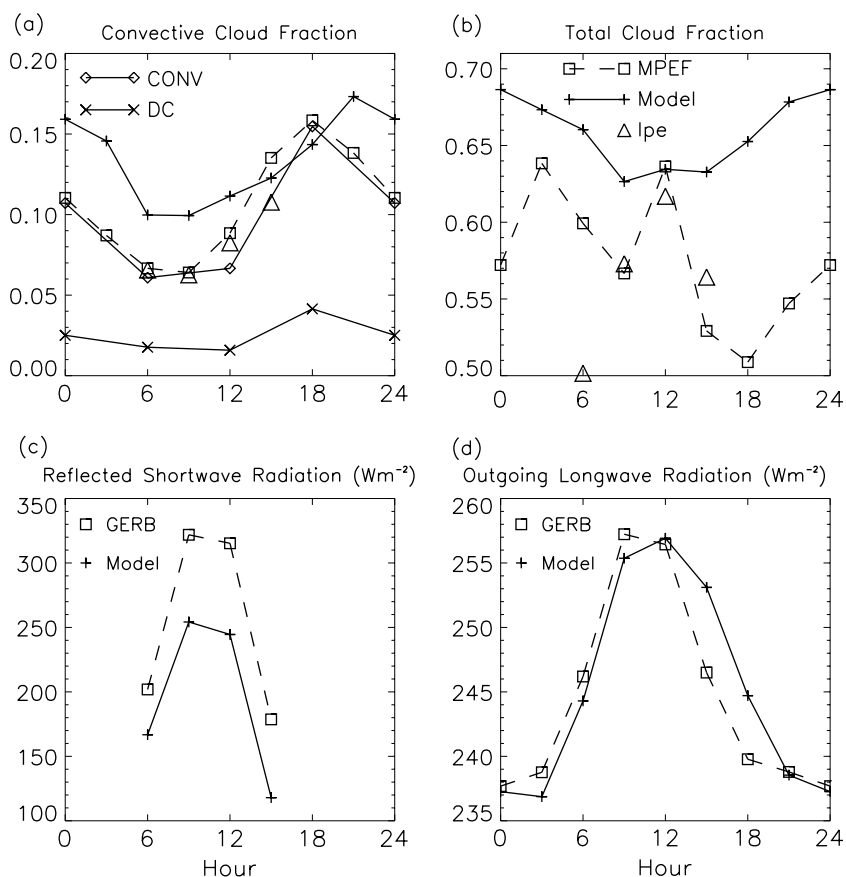 (a)
Convective Cloud Fraction
0.20
0.15
0.10
0.05
0.00
CONV
DC
0 6 12 18 24
(b)
Total Cloud Fraction
0.70
0.65
0.60
0.55
0.50
MPEF
Model
Ipe
0 6 12 18 24
(c)
Reflected Shortwave Radiation (Wm⁻²)
350
300
250
200
150
100
GERB
Model
0 6 12 18 24
Hour
(d)
Outgoing Longwave Radiation (Wm⁻²)
260
255
250
245
240
235
GERB
Model
0 6 12 18 24
Hour